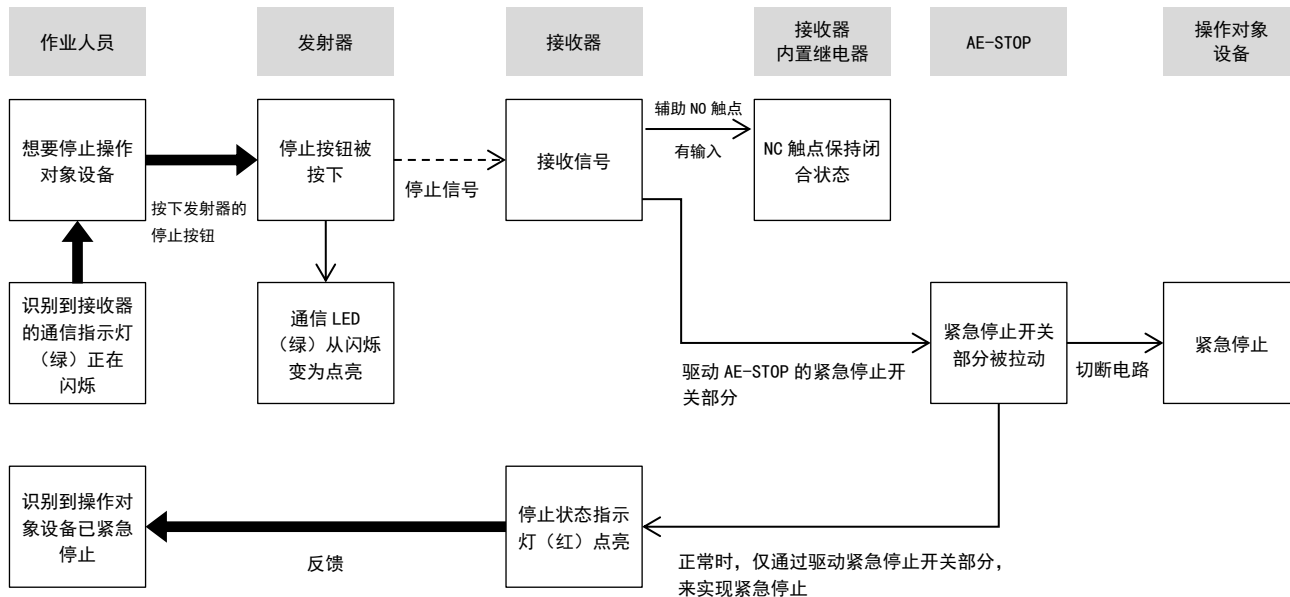 作业人员
发射器
接收器
接收器
内置继电器
AE-STOP
操作对象
设备
想要停止操作
对象设备
按下发射器的
停止按钮
停止按钮被
按下
停止信号
接收信号
辅助 NO 触点
有输入
NC 触点保持闭
合状态
识别到接收器
的通信指示灯
（绿）正在
闪烁
通信 LED
（绿）从闪烁
变为点亮
驱动 AE-STOP 的紧急停止开
关部分
紧急停止开关
部分被拉动
切断电路
紧急停止
识别到操作对
象设备已紧急
停止
反馈
停止状态指示
灯（红）点亮
正常时，仅通过驱动紧急停止开关部分，
来实现紧急停止